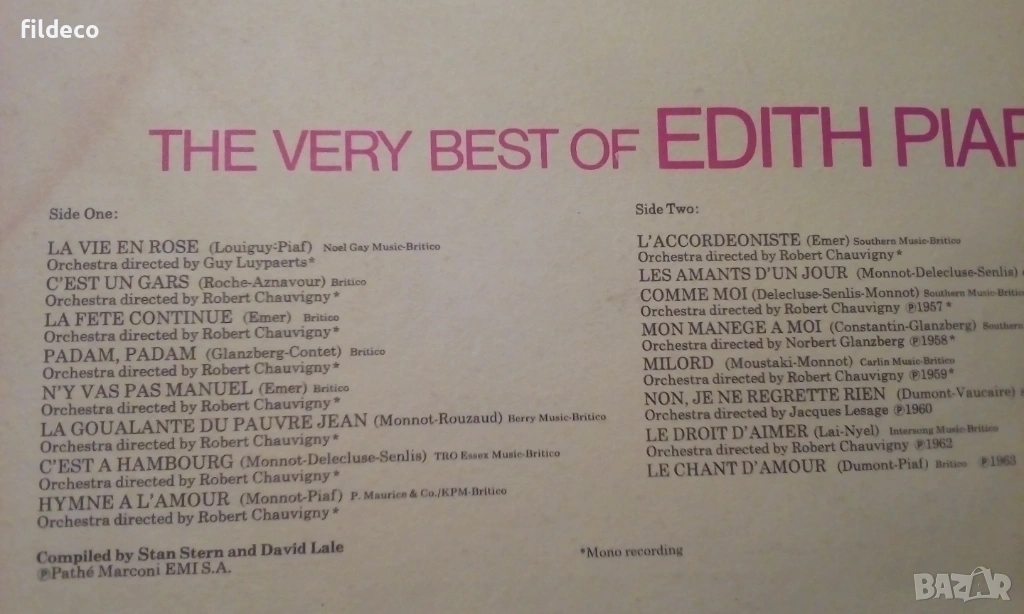 fildeco
THE VERY BEST OF EDITH PIAF
Side One:
LA VIE EN ROSE (Louiguy-Piaf) Noel Gay Music-Britico
Orchestra directed by Guy Luypaerts*
C'EST UN GARS (Roche-Aznavour) Britico
Orchestra directed by Robert Chauvigny*
LA FETE CONTINUE (Emer) Britico
Orchestra directed by Robert Chauvigny*
PADAM, PADAM (Glanzberg-Contet) Britico
Orchestra directed by Robert Chauvigny*
N'Y VAS PAS MANUEL (Emer) Britico
Orchestra directed by Robert Chauvigny*
LA GOUALANTE DU PAUVRE JEAN (Monnot-Rouzaud) Berry Music-Britico
Orchestra directed by Robert Chauvigny*
C'EST A HAMBOURG (Monnot-Delecluse-Senlis) TRO Essex Music-Britico
Orchestra directed by Robert Chauvigny*
HYMNE A L'AMOUR (Monnot-Piaf) P. Maurice & Co./KPM-Britico
Orchestra directed by Robert Chauvigny*
Compiled by Stan Stern and David Lale
℗Pathé Marconi EMI S.A.
Side Two:
L'ACCORDEONISTE (Emer) Southern Music-Britico
Orchestra directed by Robert Chauvigny*
LES AMANTS D'UN JOUR (Monnot-Delecluse-Senlis)
COMME MOI (Delecluse-Senlis-Monnot) Southern Music-Britico
Orchestra directed by Robert Chauvigny ℗1957*
MON MANEGE A MOI (Constantin-Glanzberg) Southern
Orchestra directed by Norbert Glanzberg ℗1958*
MILORD (Moustaki-Monnot) Carlin Music-Britico
Orchestra directed by Robert Chauvigny ℗1959*
NON, JE NE REGRETTE RIEN (Dumont-Vaucaire)
Orchestra directed by Jacques Lesage ℗1960
LE DROIT D'AIMER (Lai-Nyel) Intersong Music-Britico
Orchestra directed by Robert Chauvigny ℗1962
LE CHANT D'AMOUR (Dumont-Piaf) Britico ℗1963
*Mono recording
BAZAR